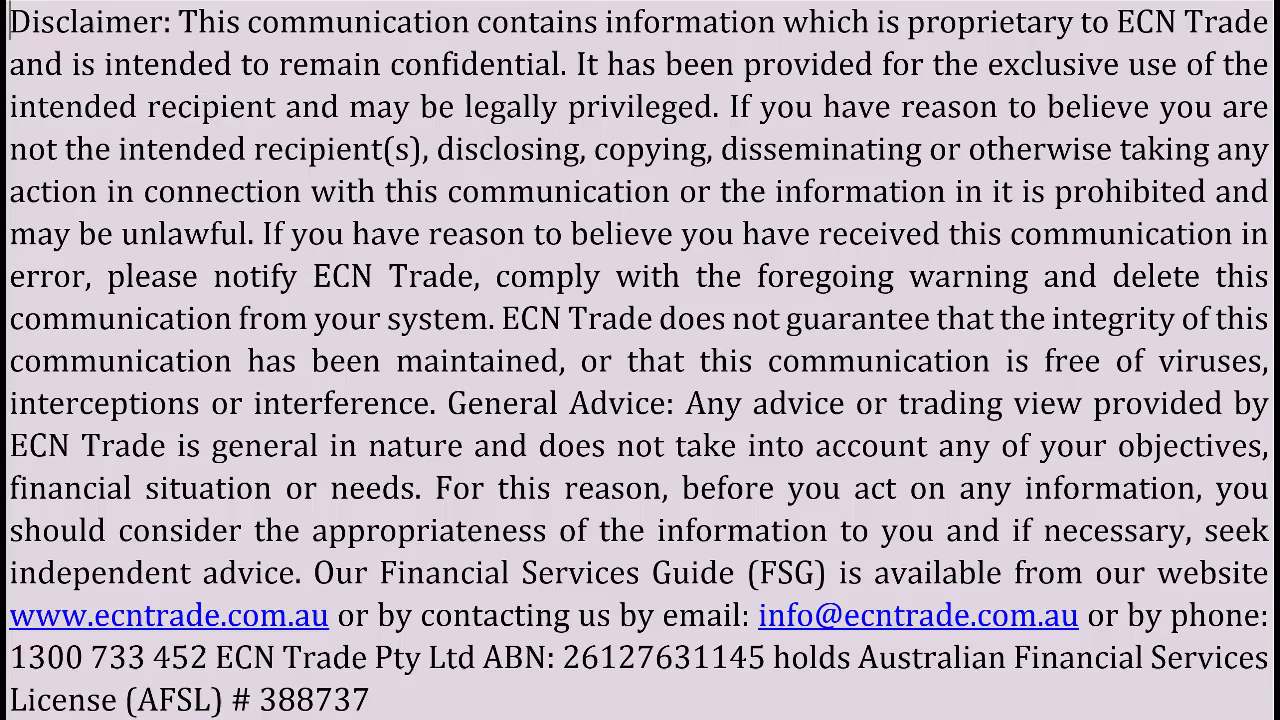 Disclaimer: This communication contains information which is proprietary to ECN Trade
and is intended to remain confidential. It has been provided for the exclusive use of the
intended recipient and may be legally privileged. If you have reason to believe you are
not the intended recipient(s), disclosing, copying, disseminating or otherwise taking any
action in connection with this communication or the information in it is prohibited and
may be unlawful. If you have reason to believe you have received this communication in
error, please notify ECN Trade, comply with the foregoing warning and delete this
communication from your system. ECN Trade does not guarantee that the integrity of this
communication has been maintained, or that this communication is free of viruses,
interceptions or interference. General Advice: Any advice or trading view provided by
ECN Trade is general in nature and does not take into account any of your objectives,
financial situation or needs. For this reason, before you act on any information, you
should consider the appropriateness of the information to you and if necessary, seek
independent advice. Our Financial Services Guide (FSG) is available from our website
www.ecntrade.com.au or by contacting us by email: info@ecntrade.com.au or by phone:
1300 733 452 ECN Trade Pty Ltd ABN: 26127631145 holds Australian Financial Services
License (AFSL) # 388737